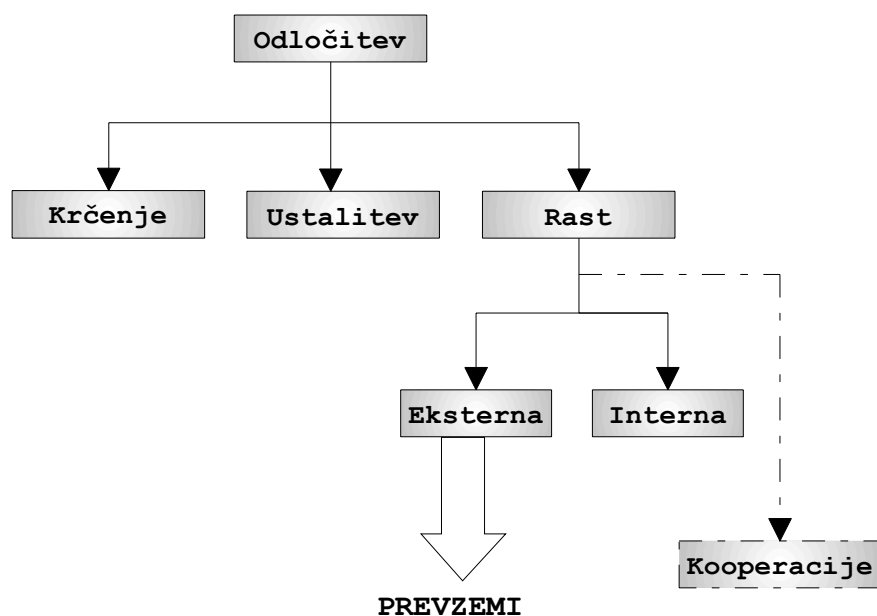 Odločitev
Krčenje
Ustalitev
Rast
Eksterna
Interna
Kooperacije
PREVZEMI